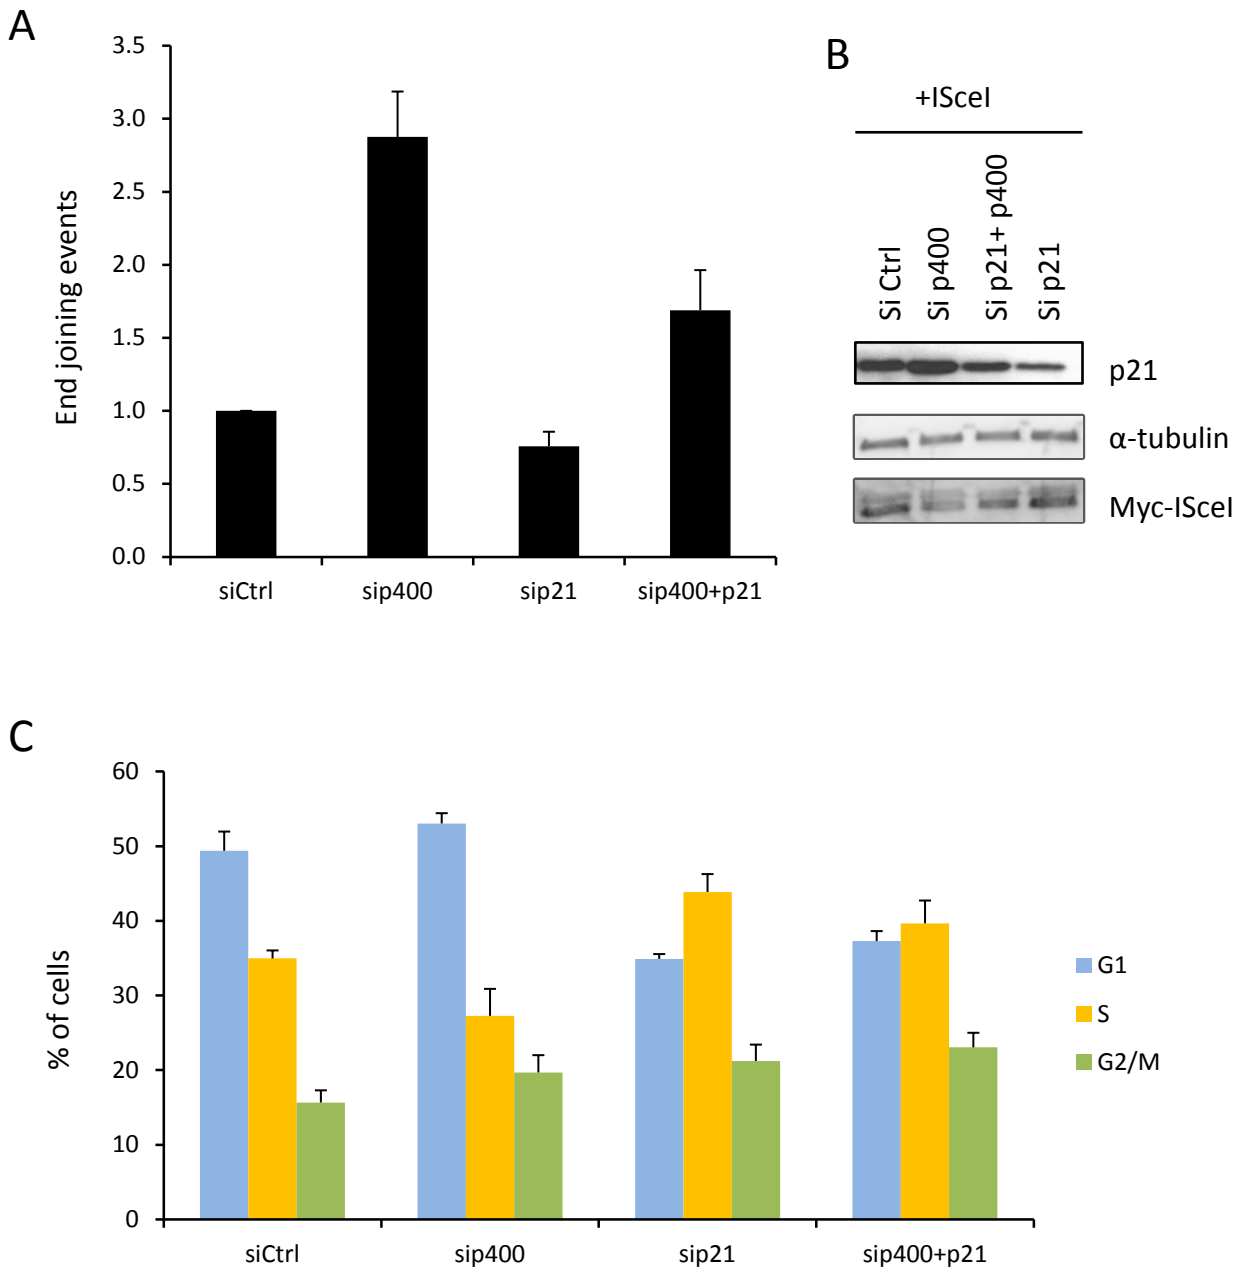 A
3.5
3.0
2.5
2.0
1.5
1.0
0.5
0.0
End joining events
siCtrl sip400 sip21 sip400+p21
B
+ISceI
Si Ctrl
Si p400
Si p21+ p400
Si p21
p21
α-tubulin
Myc-ISceI
C
60
50
40
30
20
10
0
% of cells
siCtrl sip400 sip21 sip400+p21
G1
S
G2/M